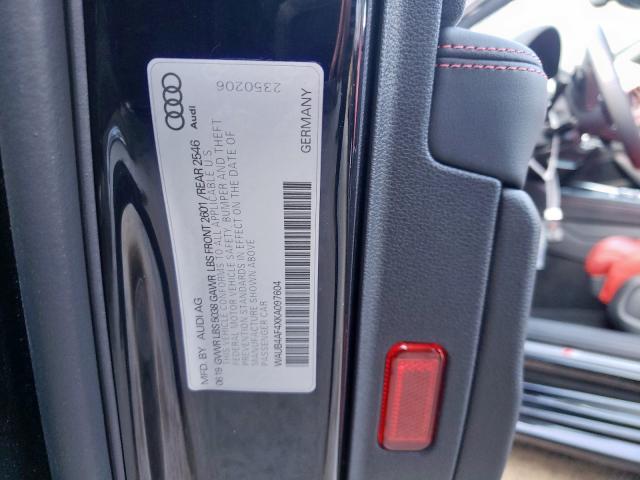 Audi
2350206
GERMANY
MFD. BY AUDI AG
06 19 GVWR LBS 5038 GAWR LBS FRONT 2601 / REAR 2546
THIS VEHICLE CONFORMS TO ALL APPLICABLE U S
FEDERAL MOTOR VEHICLE SAFETY, BUMPER AND THEFT
PREVENTION STANDARDS IN EFFECT ON THE DATE OF
MANUFACTURE SHOWN ABOVE
PASSENGER CAR
WAUB4AF4XKA097604